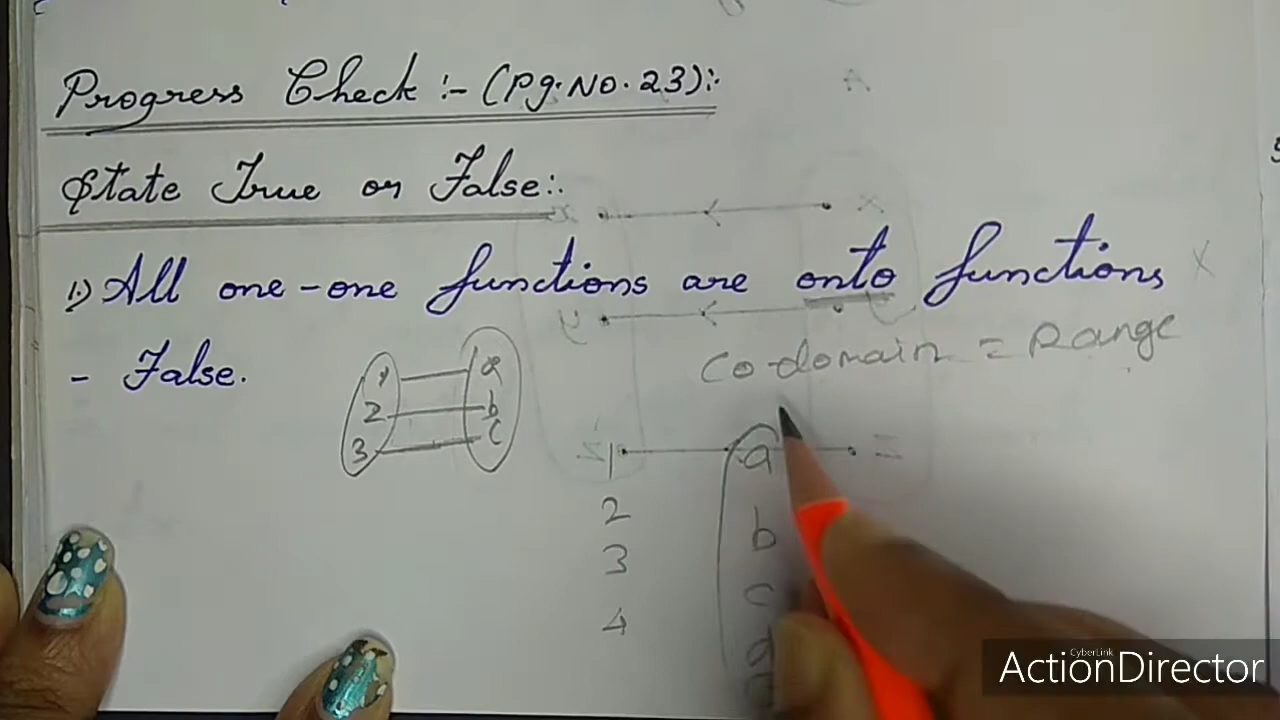 Progress Check :- (Pg.No.23):-
State True or False:-
1.) All one-one functions are onto functions X
- False.
Co-domain = Range
1 a
2 b
3 c
1 a
2 b
3 c
4 d
CyberLink
ActionDirector